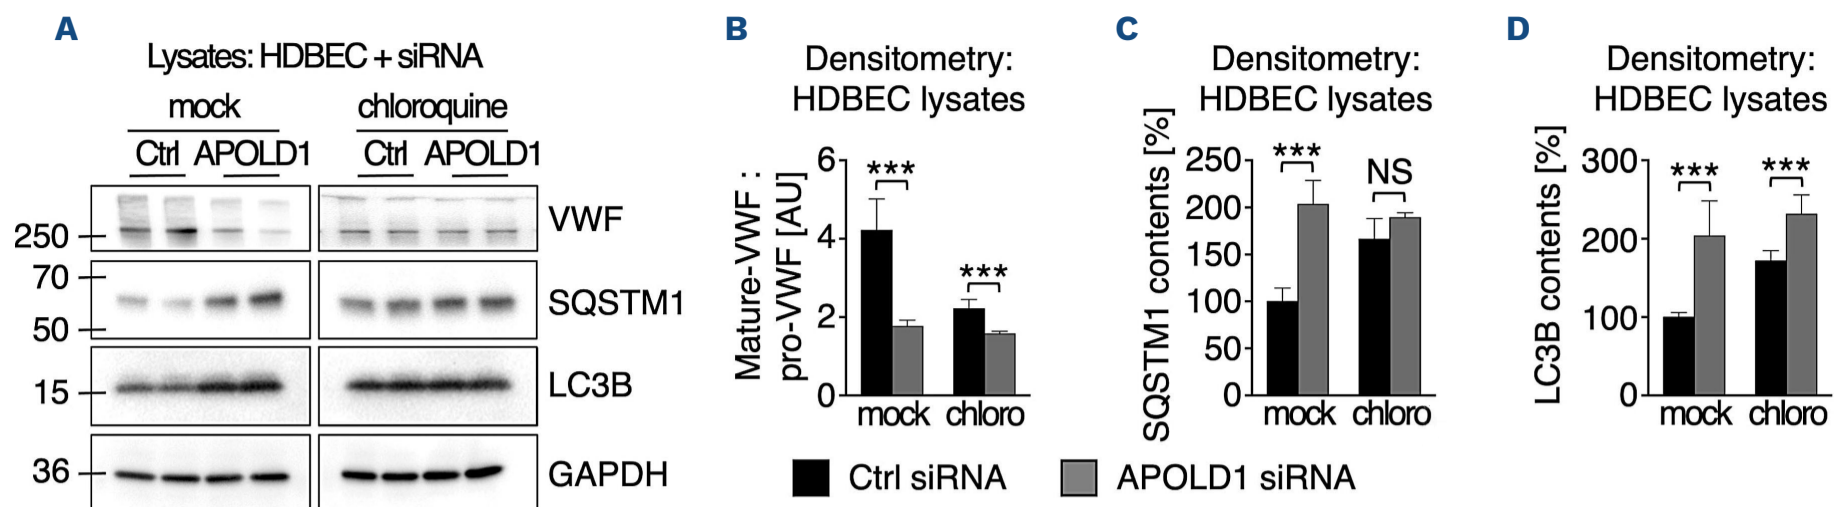 A
Lysates: HDBEC + siRNA
mock
chloroquine
Ctrl APOLD1
Ctrl APOLD1
250
VWF
70
50
SQSTM1
15
LC3B
36
GAPDH
B
Densitometry:
HDBEC lysates
Mature-VWF :
pro-VWF [AU]
6
4
2
0
***
***
mock chloro
C
Densitometry:
HDBEC lysates
SQSTM1 contents [%]
250
200
150
100
50
0
***
NS
mock chloro
D
Densitometry:
HDBEC lysates
LC3B contents [%]
300
200
100
0
***
***
mock chloro
Ctrl siRNA
APOLD1 siRNA